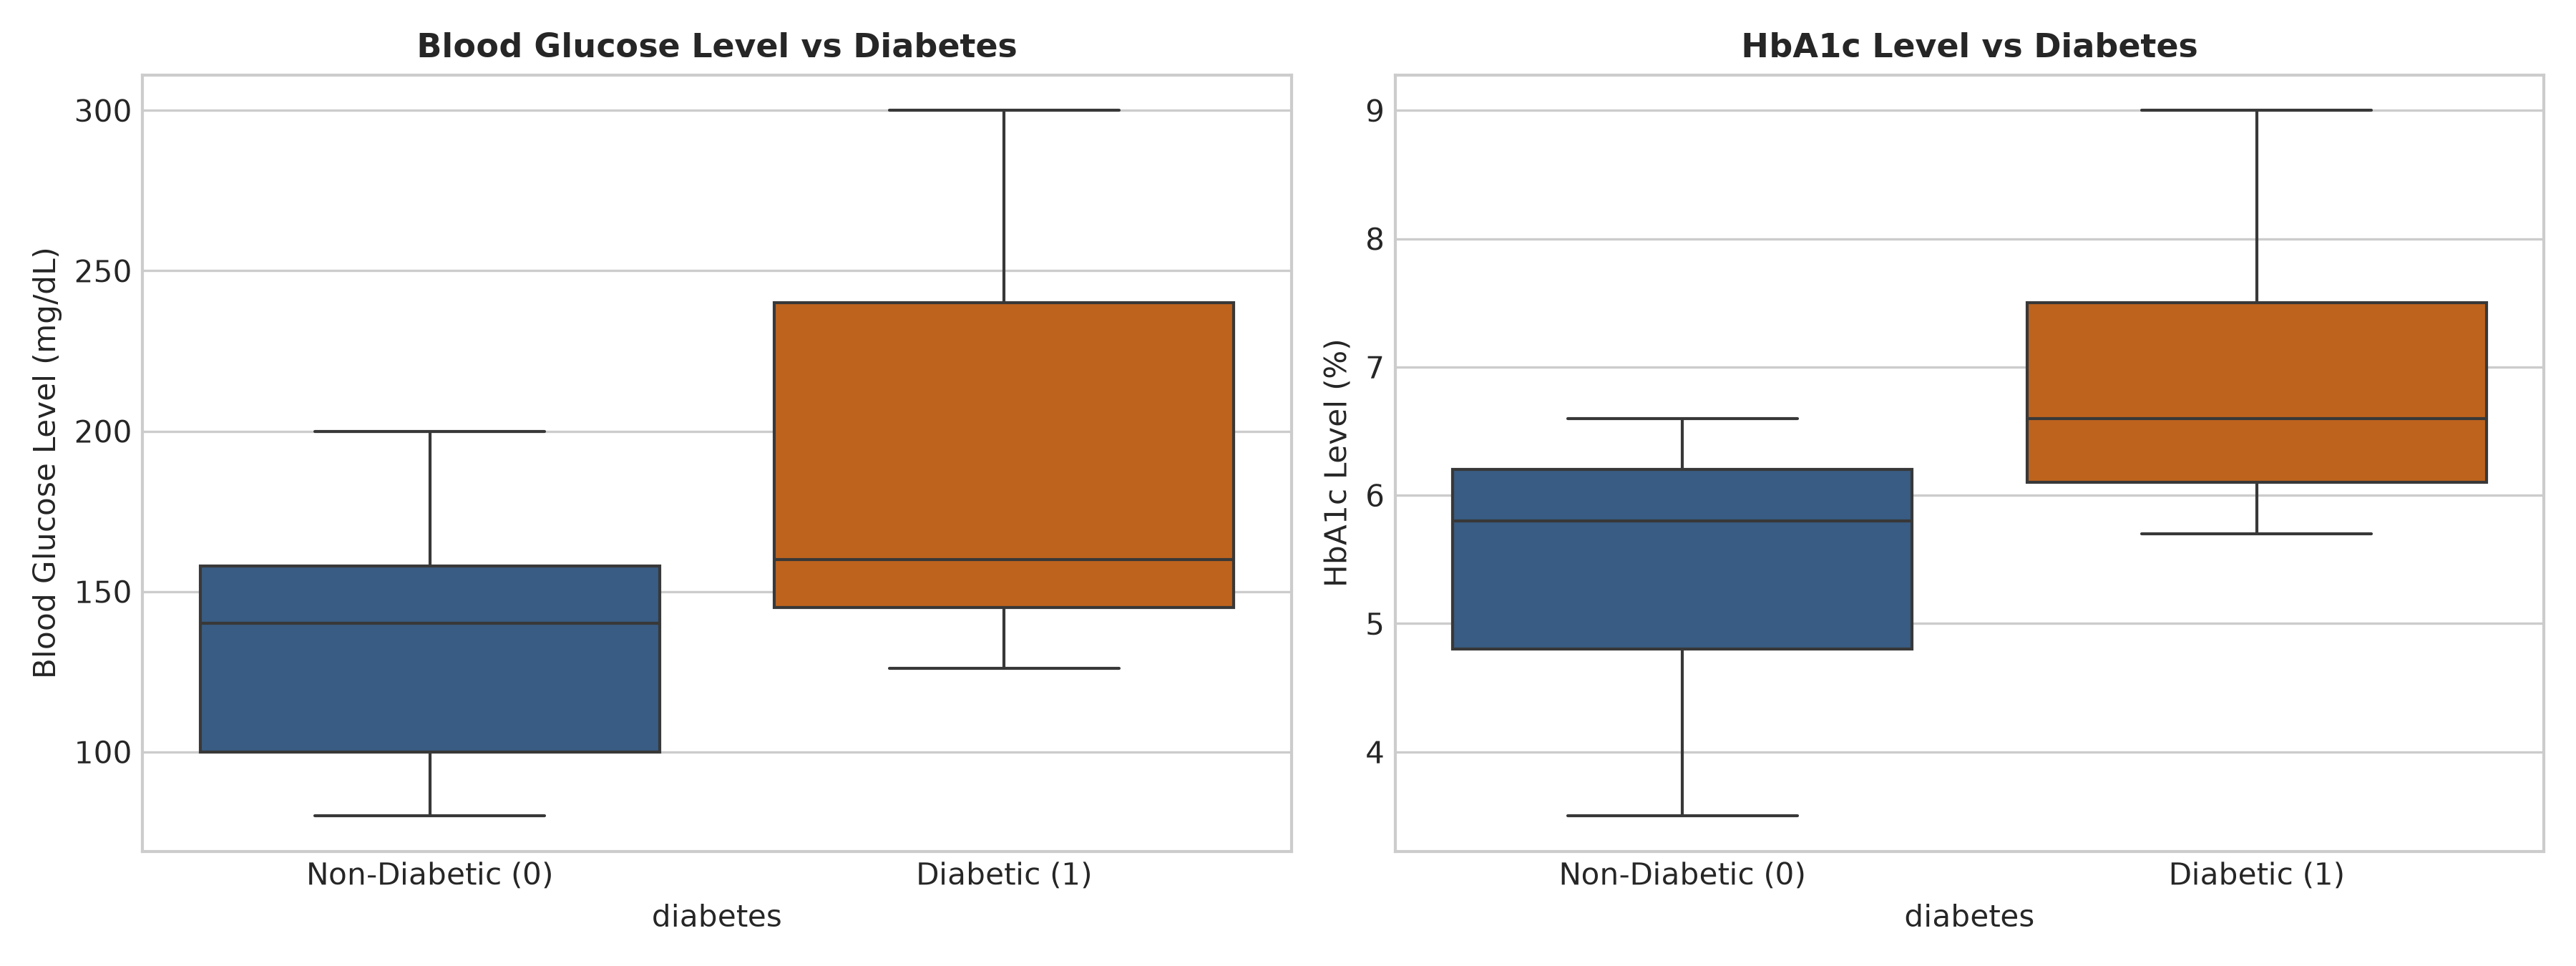 Blood Glucose Level vs Diabetes
Blood Glucose Level (mg/dL)
300
250
200
150
100
Non-Diabetic (0)
Diabetic (1)
diabetes
HbA1c Level vs Diabetes
HbA1c Level (%)
9
8
7
6
5
4
Non-Diabetic (0)
Diabetic (1)
diabetes